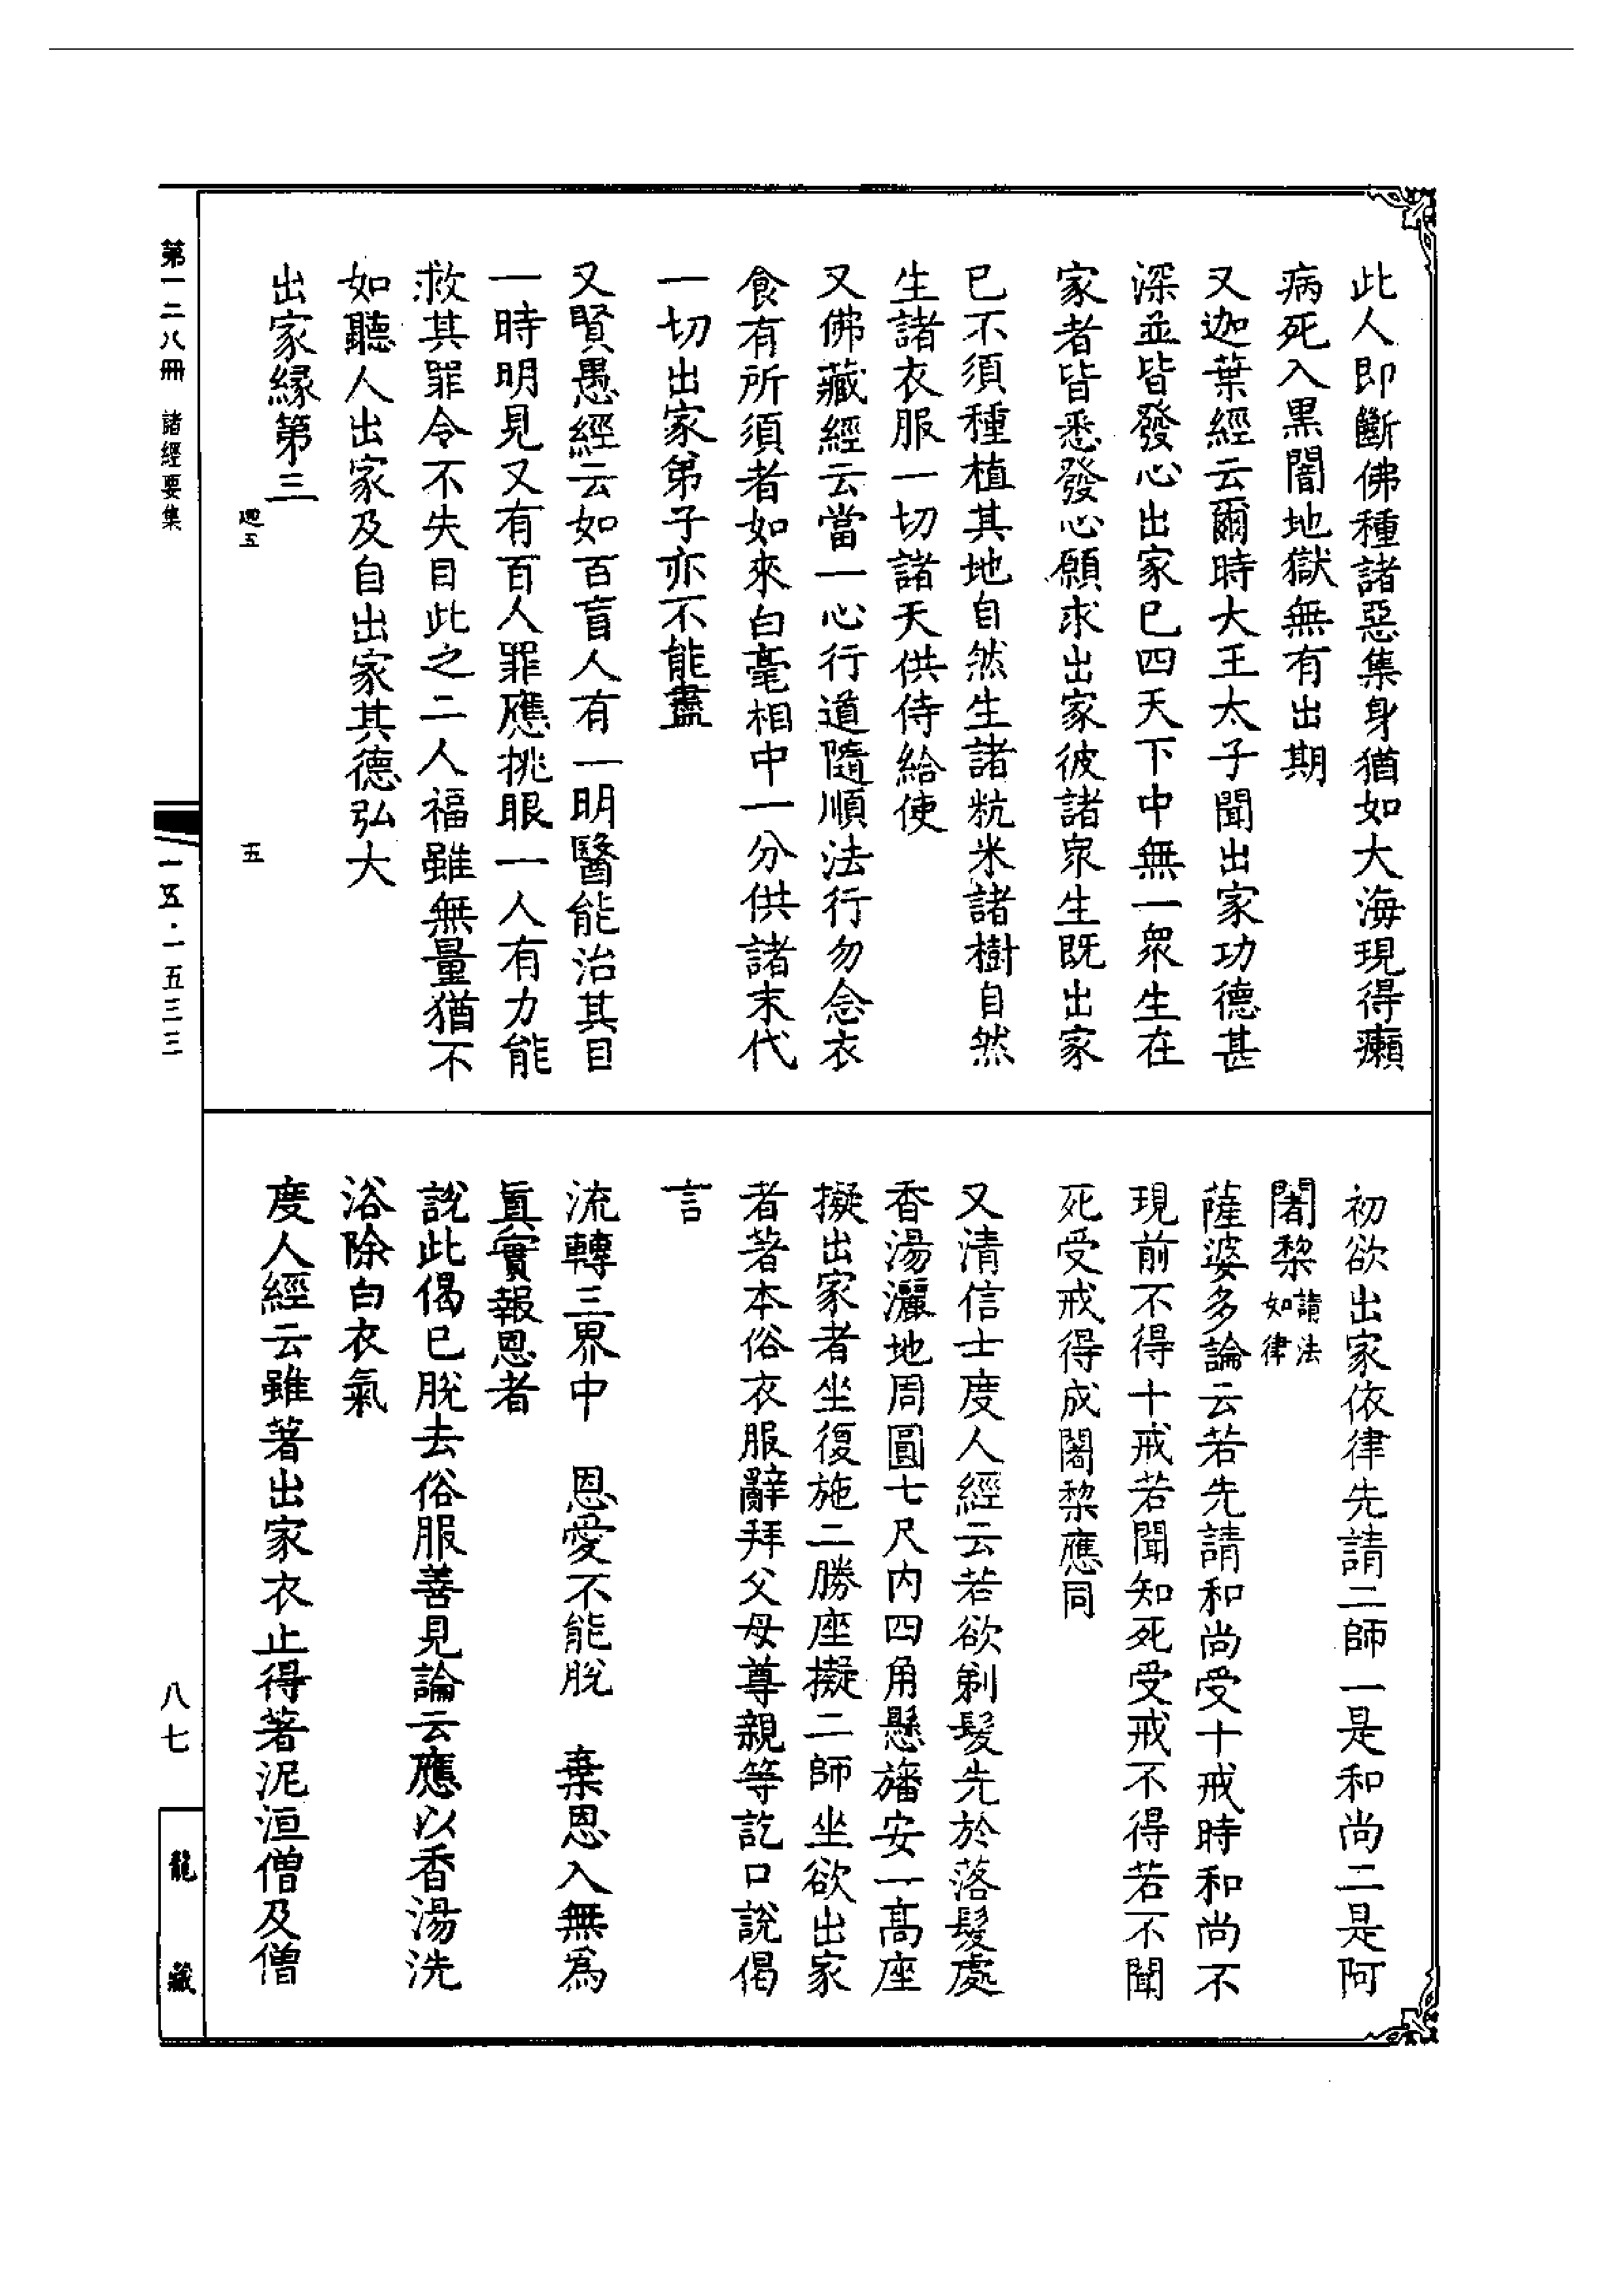 此人即斷佛種諸惡集身猶如大海現得癩
病死入黑闇地獄無有出期
又迦葉經云爾時大王太子聞出家功德甚
深並皆發心出家已四天下中無一眾生在
家者皆悉發心願求出家彼諸眾生既出家
已不須種植其地自然生諸秔米諸樹自然
生諸衣服一切諸天供侍給使
又佛藏經云當一心行道隨順法行勿念衣
食有所須者如來白毫相中一分供諸末代
一切出家弟子亦不能盡
又賢愚經云如百盲人有一明醫能治其目
一時明見又有百人罪應挑眼一人有力能
救其罪令不失目此之二人福雖無量猶不
如聽人出家及自出家其德弘大
出家緣第三
初欲出家依律先請二師一是和尚二是阿
闍黎請法如律
薩婆多論云若先請和尚受十戒時和尚不
現前不得十戒若聞知死受戒不得若不聞
死受戒得成闍黎應同
又清信士度人經云若欲剃髮先於落髮處
香湯灑地周圓七尺內四角懸旛安一高座
擬出家者坐復施二勝座擬二師坐欲出家
者著本俗衣服辭拜父母尊親等訖口說偈
言
流轉三界中　恩愛不能脫　棄恩入無為
真實報恩者
說此偈已脫去俗服善見論云應以香湯洗
浴除白衣氣
度人經云雖著出家衣止得著泥洹僧及僧
五
五
第一二八冊　諸經要集
一五·一五三三
八七
龍藏